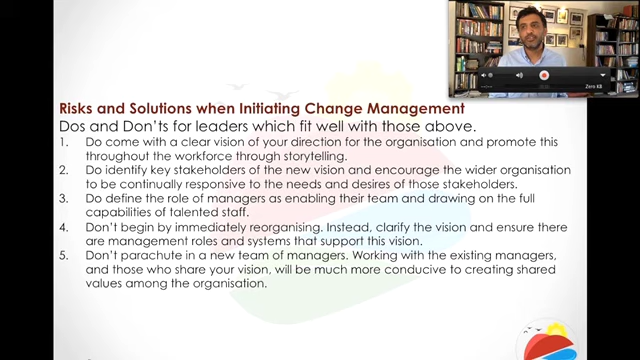 Risks and Solutions when Initiating Change Management
Dos and Don'ts for leaders which fit well with those above.
1. Do come with a clear vision of your direction for the organisation and promote this
throughout the workforce through storytelling.
2. Do identify key stakeholders of the new vision and encourage the wider organisation
to be continually responsive to the needs and desires of those stakeholders.
3. Do define the role of managers as enabling their team and drawing on the full
capabilities of talented staff.
4. Don't begin by immediately reorganising. Instead, clarify the vision and ensure there
are management roles and systems that support this vision.
5. Don't parachute in a new team of managers. Working with the existing managers,
and those who share your vision, will be much more conducive to creating shared
values among the organisation.
Zero KB